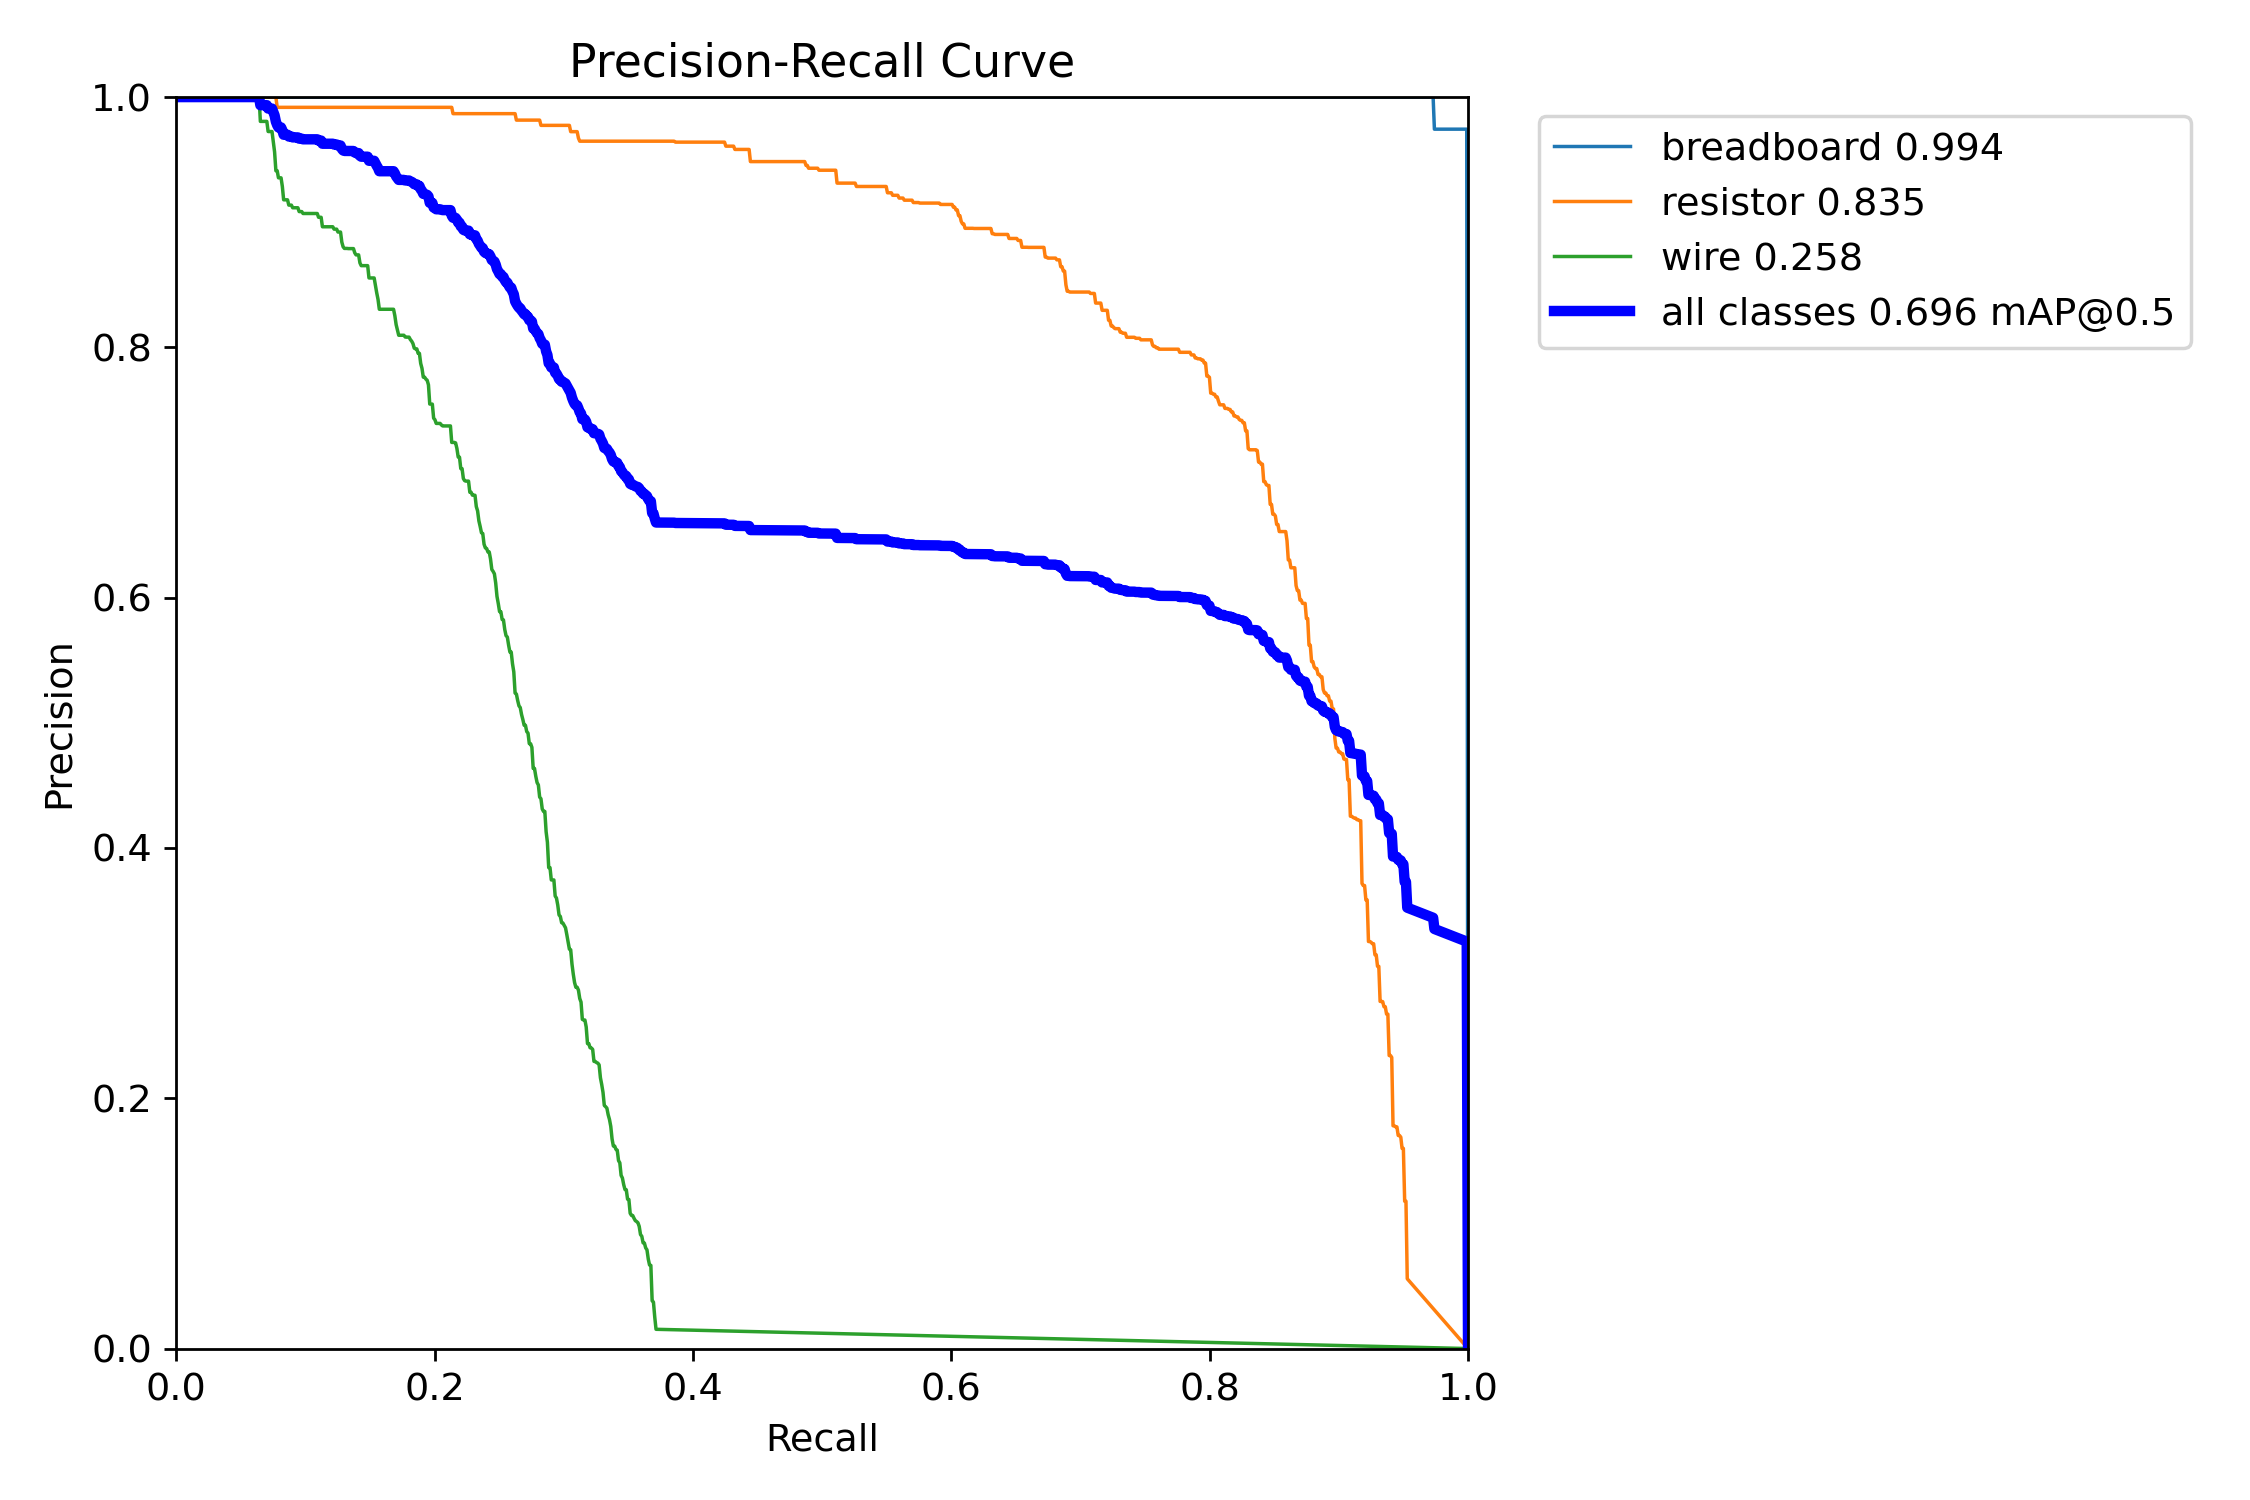 Precision-Recall Curve
1.0
0.8
0.6
0.4
0.2
0.0
Precision
0.0 0.2 0.4 0.6 0.8 1.0
Recall
breadboard 0.994
resistor 0.835
wire 0.258
all classes 0.696 mAP@0.5